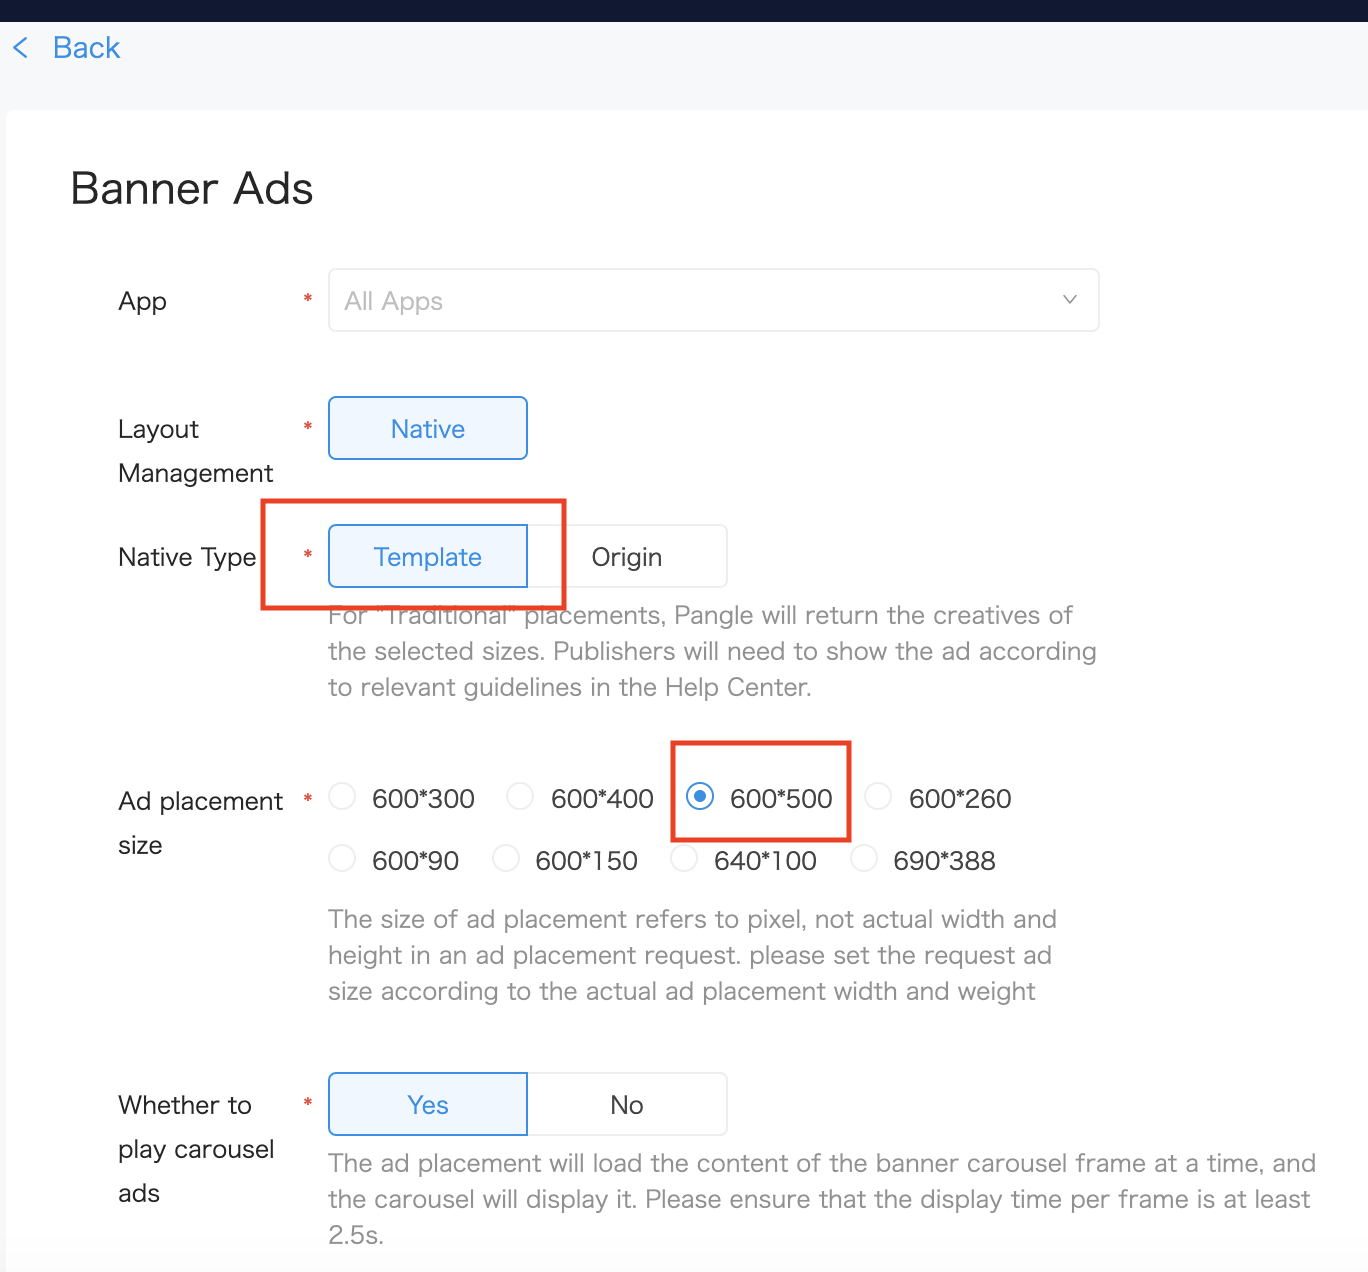 Back
Banner Ads
App * All Apps
Layout * Native
Management
Native Type * Template Origin
For "Traditional" placements, Pangle will return the creatives of
the selected sizes. Publishers will need to show the ad according
to relevant guidelines in the Help Center.
Ad placement * 600*300 600*400 600*500 600*260
size
600*90 600*150 640*100 690*388
The size of ad placement refers to pixel, not actual width and
height in an ad placement request. please set the request ad
size according to the actual ad placement width and weight
Whether to * Yes No
play carousel
ads
The ad placement will load the content of the banner carousel frame at a time, and
the carousel will display it. Please ensure that the display time per frame is at least
2.5s.